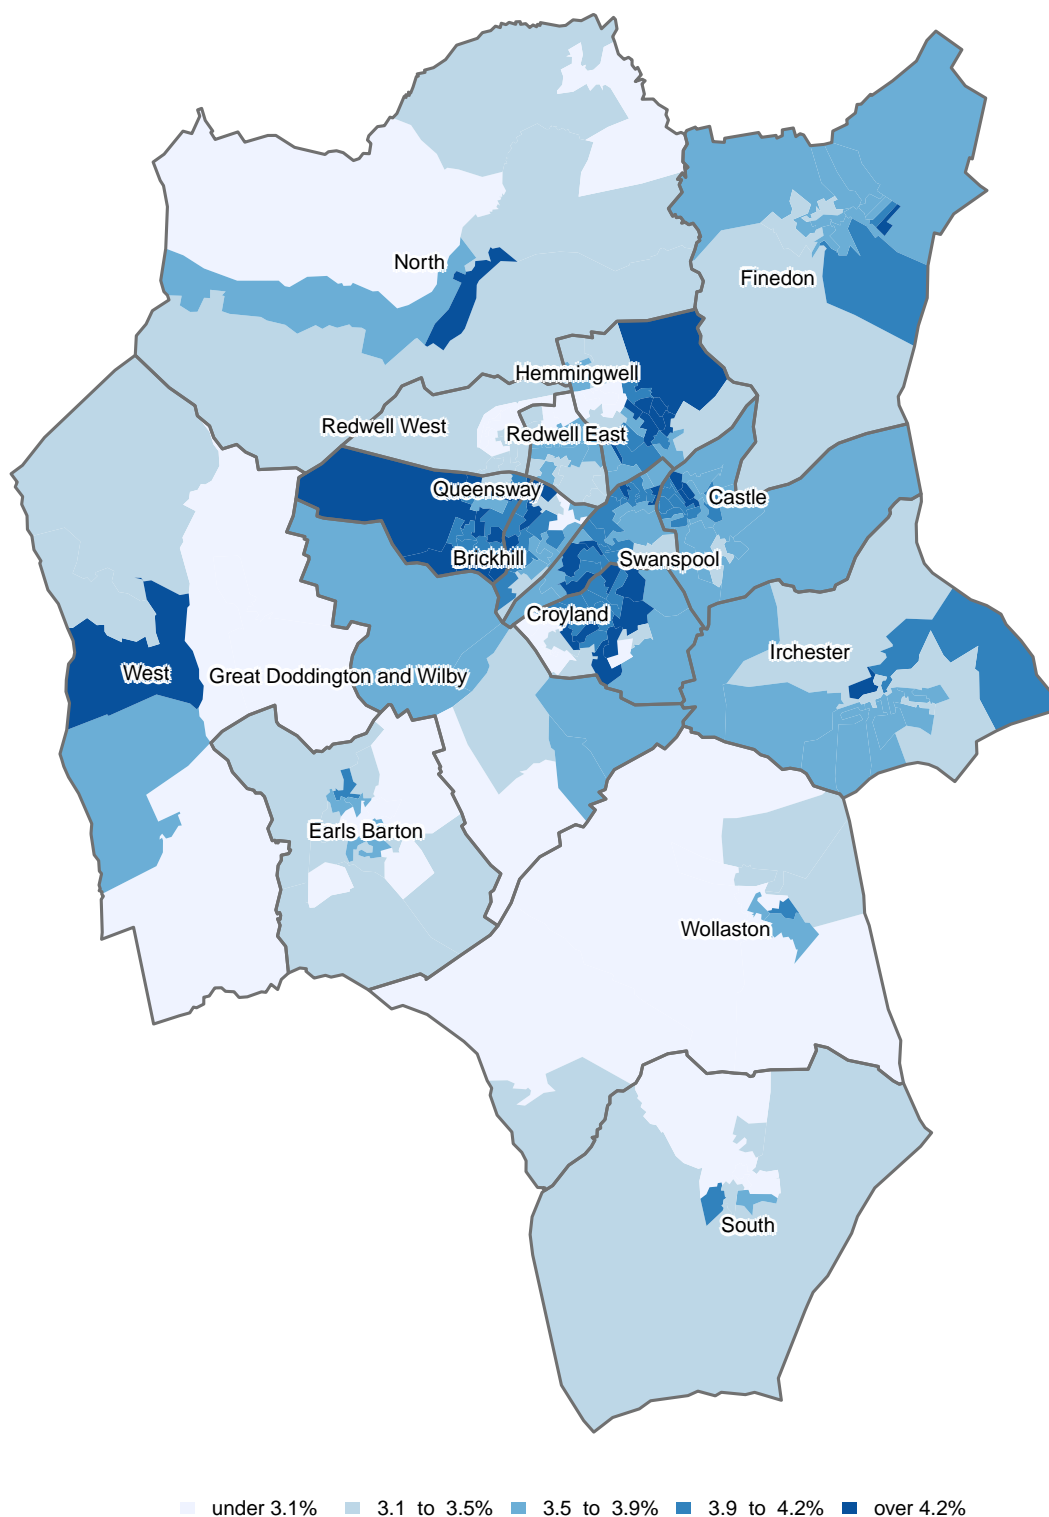 North
Finedon
Hemmingwell
Redwell West
Redwell East
Queensway
Castle
Brickhill
Swanspool
Croyland
Irchester
West
Great Doddington and Wilby
Earls Barton
Wollaston
South
under 3.1% 3.1 to 3.5% 3.5 to 3.9% 3.9 to 4.2% over 4.2%